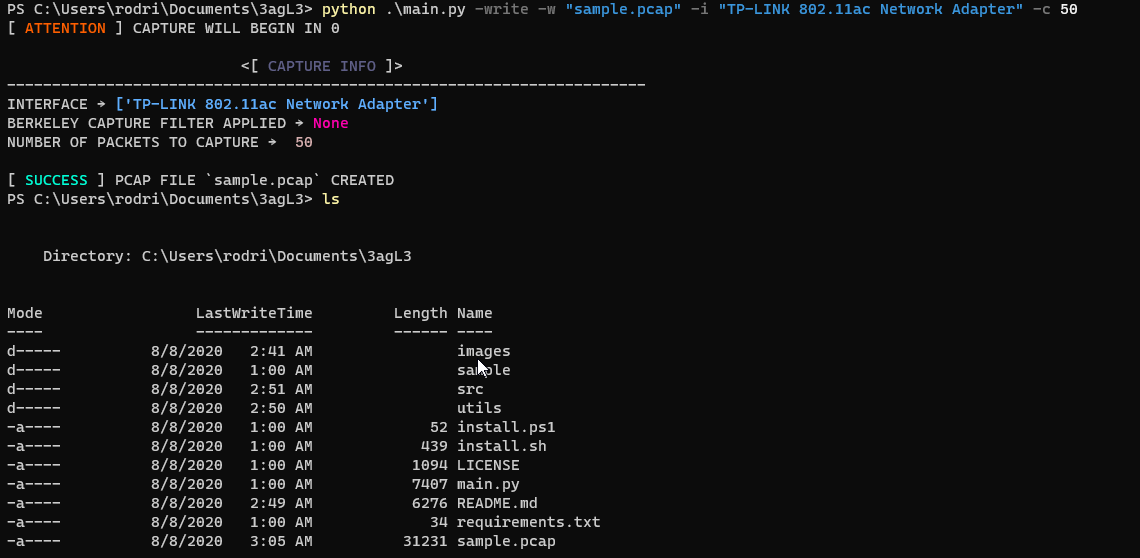 PS C:\Users\rodri\Documents\3agL3> python .\main.py -write -w "sample.pcap" -i "TP-LINK 802.11ac Network Adapter" -c 50
[ ATTENTION ] CAPTURE WILL BEGIN IN 0
<[ CAPTURE INFO ]>
-----------------------------------------------------------------------
INTERFACE → ['TP-LINK 802.11ac Network Adapter']
BERKELEY CAPTURE FILTER APPLIED → None
NUMBER OF PACKETS TO CAPTURE →  50
[ SUCCESS ] PCAP FILE `sample.pcap` CREATED
PS C:\Users\rodri\Documents\3agL3> ls
Directory: C:\Users\rodri\Documents\3agL3
Mode                 LastWriteTime         Length Name
----                 -------------         ------ ----
d-----          8/8/2020   2:41 AM                images
d-----          8/8/2020   1:00 AM                sample
d-----          8/8/2020   2:51 AM                src
d-----          8/8/2020   2:50 AM                utils
-a----          8/8/2020   1:00 AM             52 install.ps1
-a----          8/8/2020   1:00 AM            439 install.sh
-a----          8/8/2020   1:00 AM           1094 LICENSE
-a----          8/8/2020   1:00 AM           7407 main.py
-a----          8/8/2020   2:49 AM           6276 README.md
-a----          8/8/2020   1:00 AM             34 requirements.txt
-a----          8/8/2020   3:05 AM          31231 sample.pcap